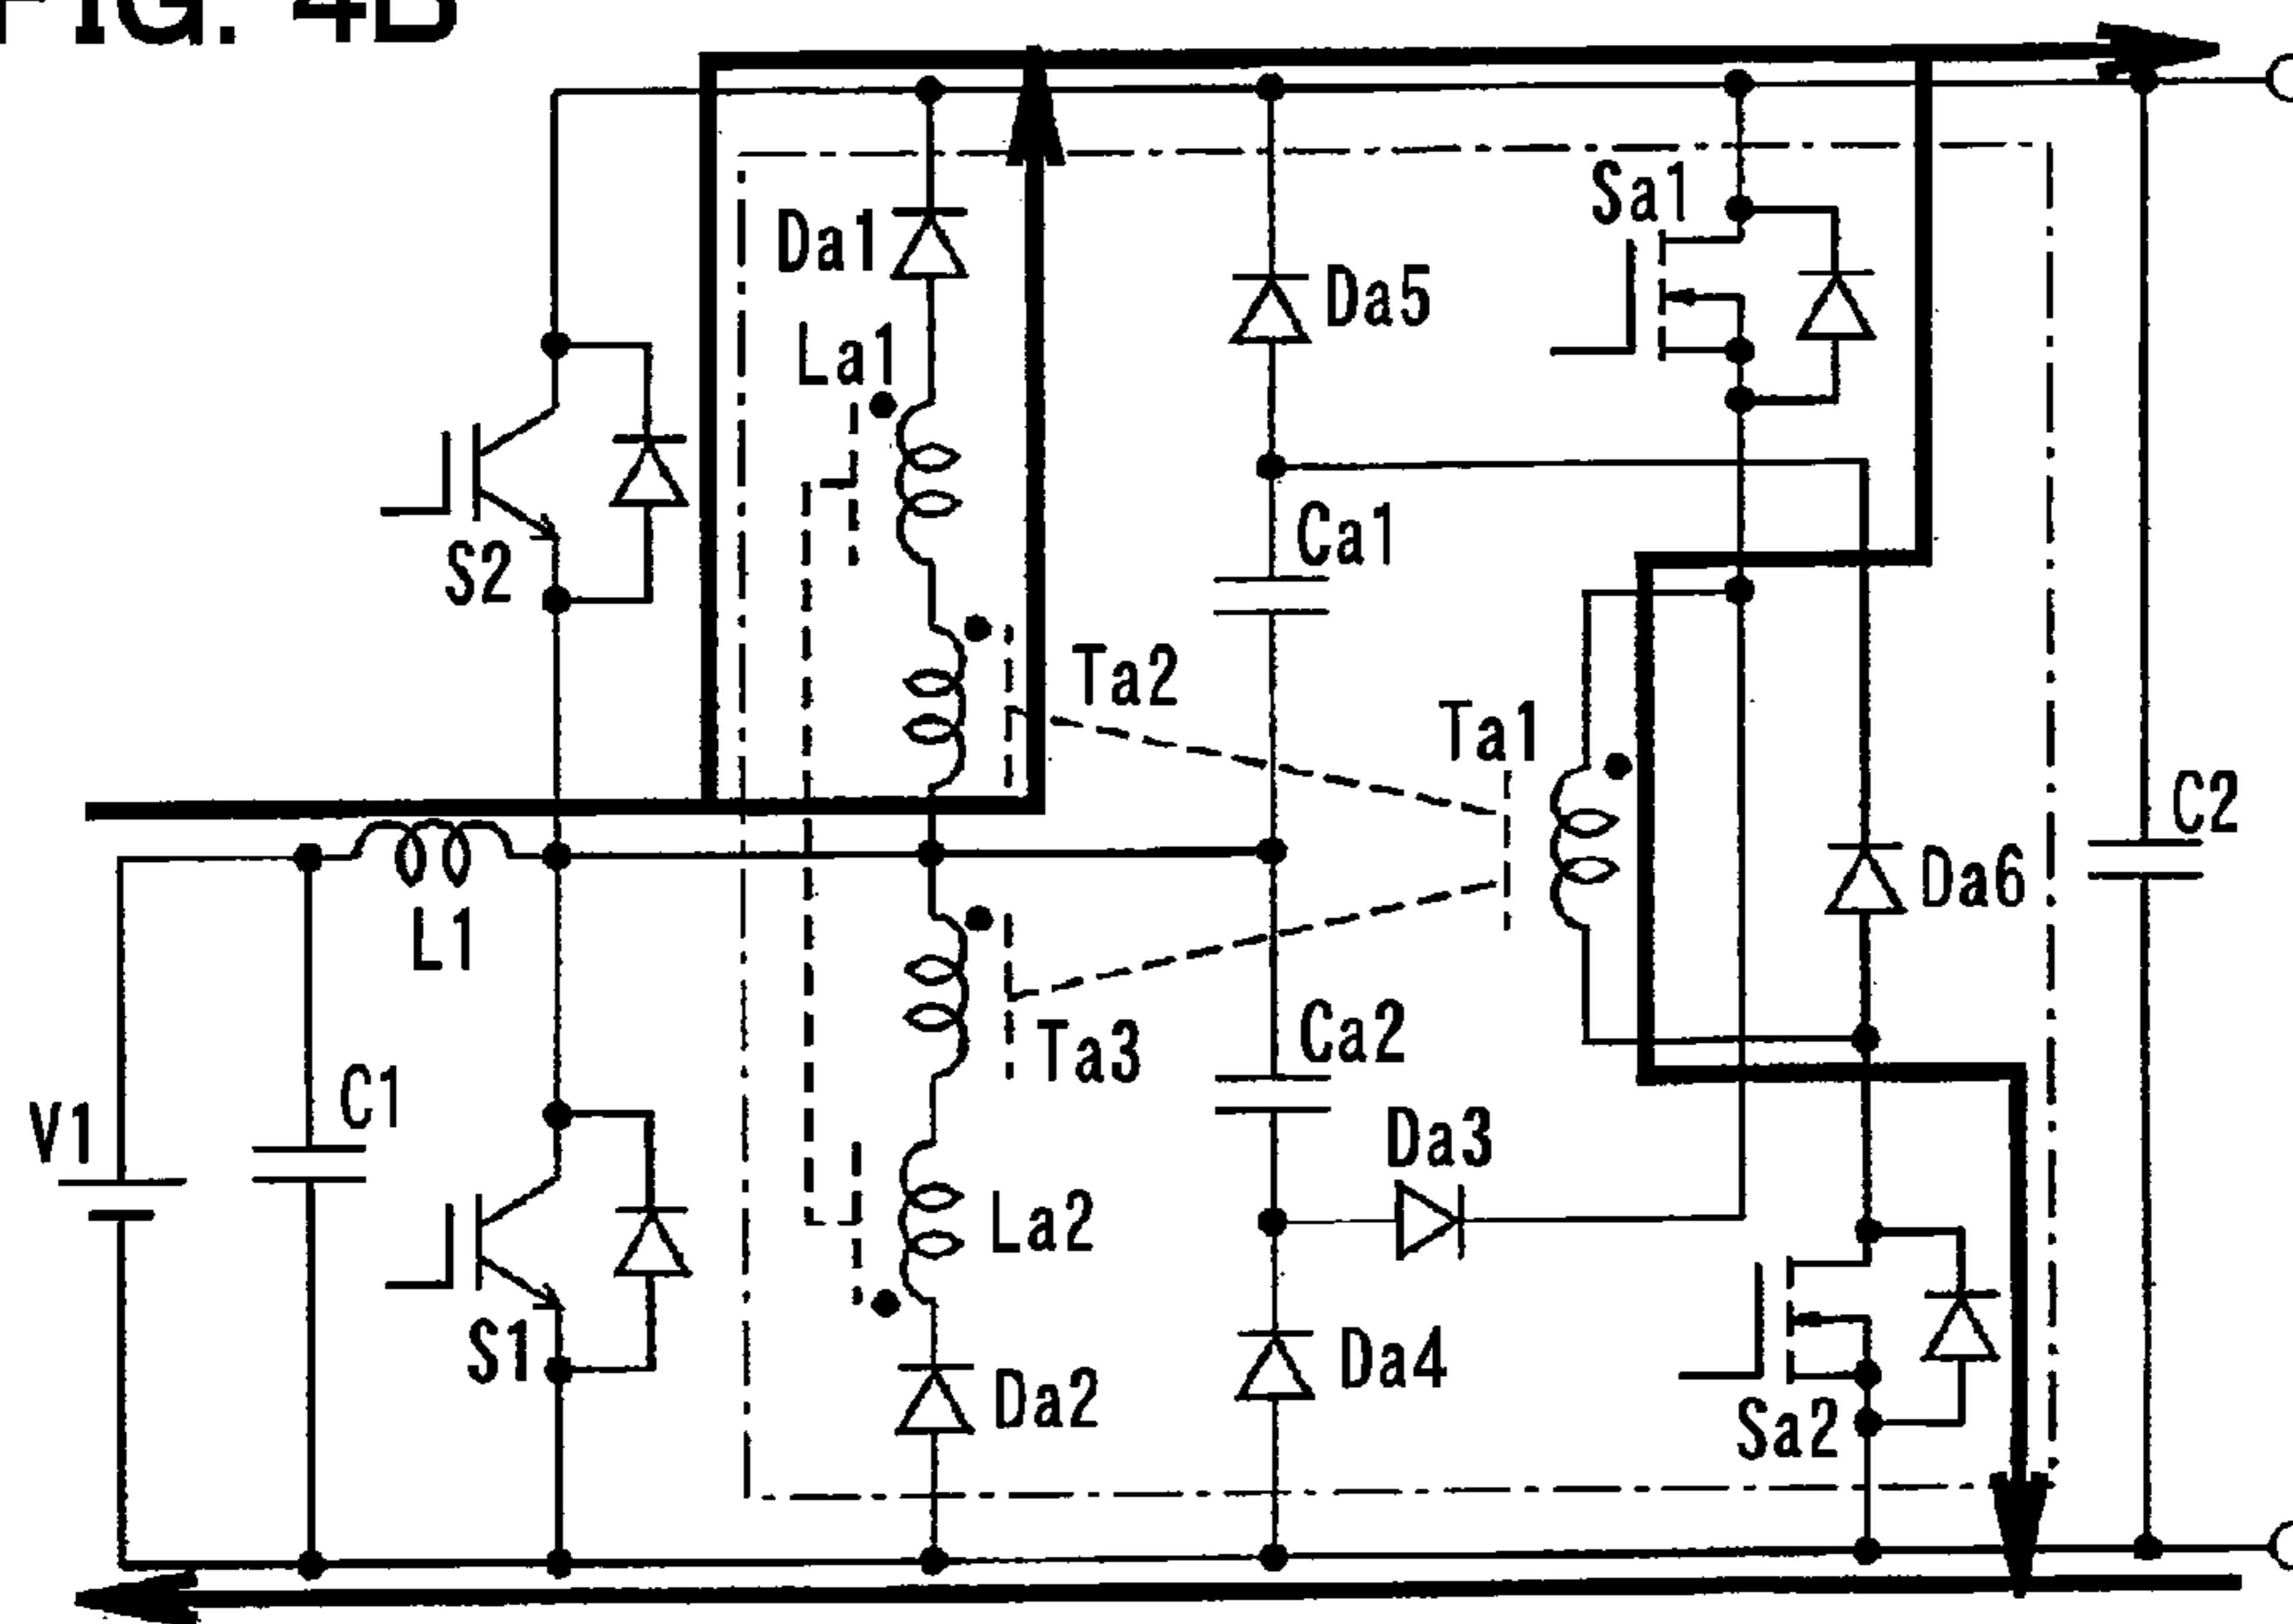 FIG. 4B
Sa1
Da1
Da5
La1
Ca1
S2
Ta2
Ta1
C2
Da6
L1
Ca2
Ta3
C1
V1
Da3
La2
S1
Da4
Da2
Sa2